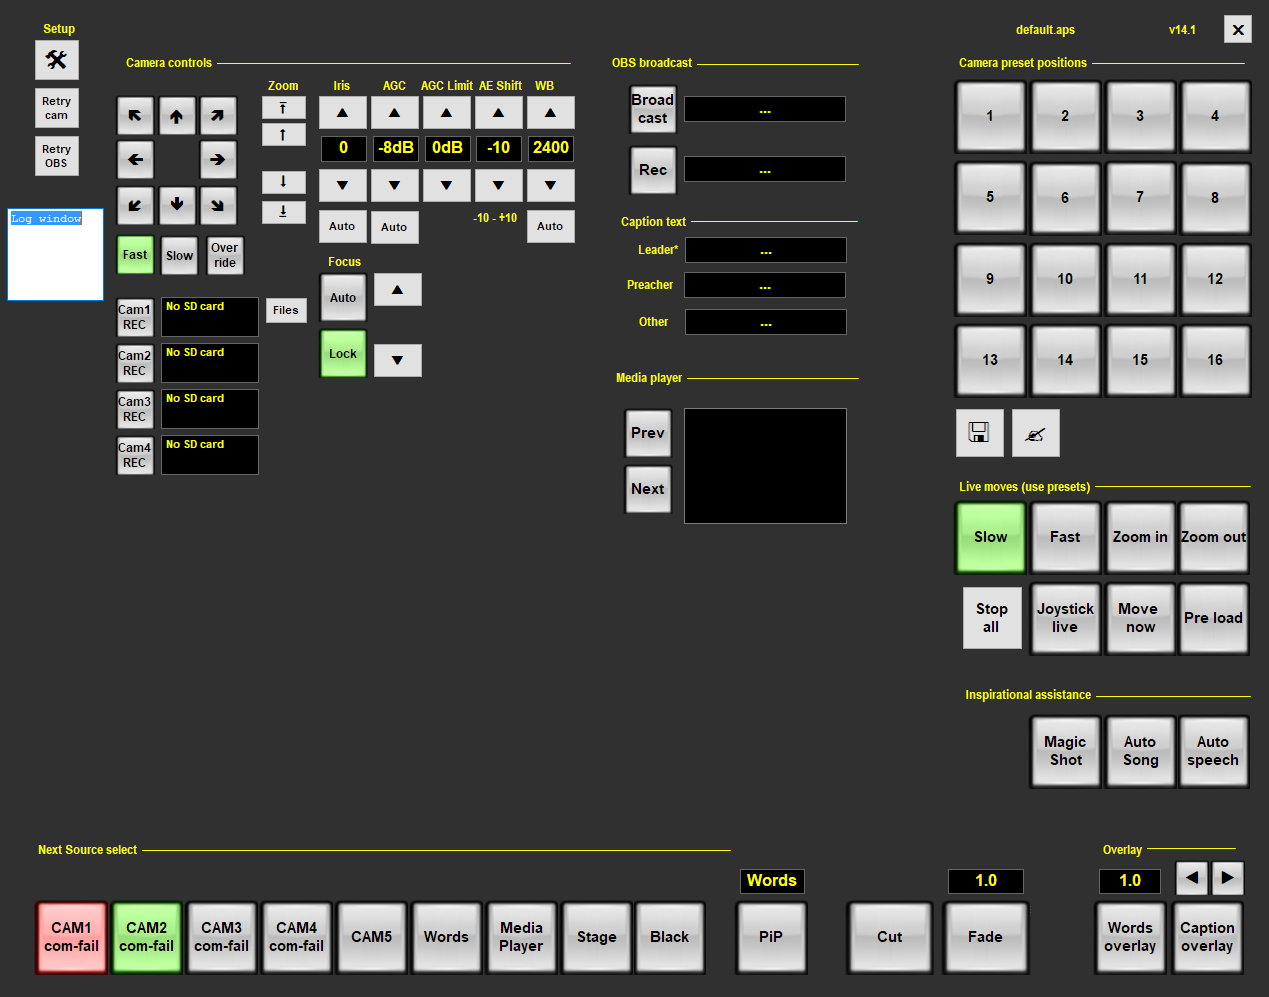 Setup
default.aps
v14.1
Camera controls
OBS broadcast
Camera preset positions
Retry
cam
Retry
OBS
Log window
Zoom
Iris
AGC
AGC Limit
AE Shift
WB
0
-8dB
0dB
-10
2400
-10 - +10
Auto
Auto
Auto
Fast
Slow
Over
ride
Focus
Auto
Lock
Cam1
REC
No SD card
Files
Cam2
REC
No SD card
Cam3
REC
No SD card
Cam4
REC
No SD card
Broad
cast
...
Rec
...
Caption text
Leader*
...
Preacher
...
Other
...
Media player
Prev
Next
1
2
3
4
5
6
7
8
9
10
11
12
13
14
15
16
Live moves (use presets)
Slow
Fast
Zoom in
Zoom out
Stop
all
Joystick
live
Move
now
Pre load
Inspirational assistance
Magic
Shot
Auto
Song
Auto
speech
Next Source select
Overlay
Words
1.0
1.0
CAM1
com-fail
CAM2
com-fail
CAM3
com-fail
CAM4
com-fail
CAM5
Words
Media
Player
Stage
Black
PiP
Cut
Fade
Words
overlay
Caption
overlay